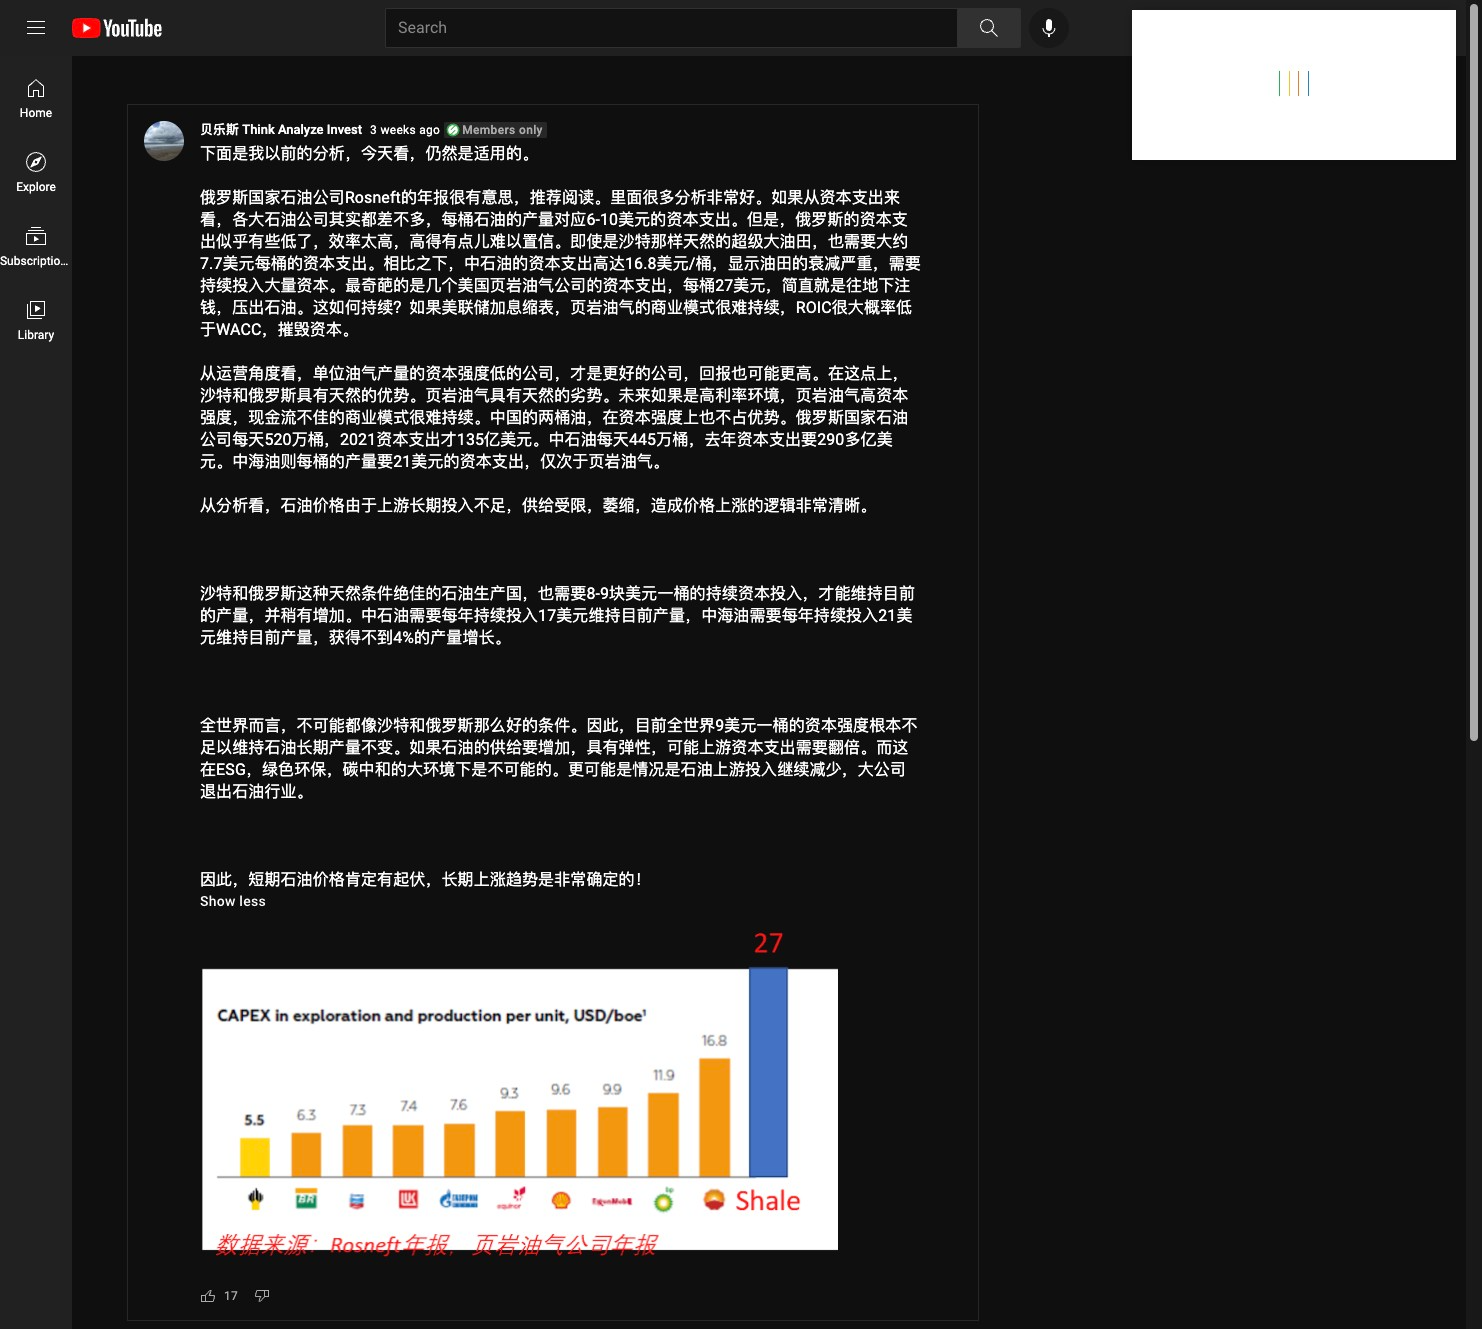 YouTube
Search
Home
Explore
Subscriptio...
Library
贝乐斯 Think Analyze Invest 3 weeks ago Members only
下面是我以前的分析，今天看，仍然是适用的。
俄罗斯国家石油公司Rosneft的年报很有意思，推荐阅读。里面很多分析非常好。如果从资本支出来
看，各大石油公司其实都差不多，每桶石油的产量对应6-10美元的资本支出。但是，俄罗斯的资本支
出似乎有些低了，效率太高，高得有点儿难以置信。即使是沙特那样天然的超级大油田，也需要大约
7.7美元每桶的资本支出。相比之下，中石油的资本支出高达16.8美元/桶，显示油田的衰减严重，需要
持续投入大量资本。最奇葩的是几个美国页岩油气公司的资本支出，每桶27美元，简直就是往地下注
钱，压出石油。这如何持续？如果美联储加息缩表，页岩油气的商业模式很难持续，ROIC很大概率低
于WACC，摧毁资本。
从运营角度看，单位油气产量的资本强度低的公司，才是更好的公司，回报也可能更高。在这点上，
沙特和俄罗斯具有天然的优势。页岩油气具有天然的劣势。未来如果是高利率环境，页岩油气高资本
强度，现金流不佳的商业模式很难持续。中国的两桶油，在资本强度上也不占优势。俄罗斯国家石油
公司每天520万桶，2021资本支出才135亿美元。中石油每天445万桶，去年资本支出要290多亿美
元。中海油则每桶的产量要21美元的资本支出，仅次于页岩油气。
从分析看，石油价格由于上游长期投入不足，供给受限，萎缩，造成价格上涨的逻辑非常清晰。
沙特和俄罗斯这种天然条件绝佳的石油生产国，也需要8-9块美元一桶的持续资本投入，才能维持目前
的产量，并稍有增加。中石油需要每年持续投入17美元维持目前产量，中海油需要每年持续投入21美
元维持目前产量，获得不到4%的产量增长。
全世界而言，不可能都像沙特和俄罗斯那么好的条件。因此，目前全世界9美元一桶的资本强度根本不
足以维持石油长期产量不变。如果石油的供给要增加，具有弹性，可能上游资本支出需要翻倍。而这
在ESG，绿色环保，碳中和的大环境下是不可能的。更可能是情况是石油上游投入继续减少，大公司
退出石油行业。
因此，短期石油价格肯定有起伏，长期上涨趋势是非常确定的！
Show less
27
CAPEX in exploration and production per unit, USD/boe¹
5.5 6.3 7.3 7.4 7.6 9.3 9.6 9.9 11.9 16.8
BR LUK GAZPROM equinor ExxonMobil bp Shale
数据来源：Rosneft年报，页岩油气公司年报
17